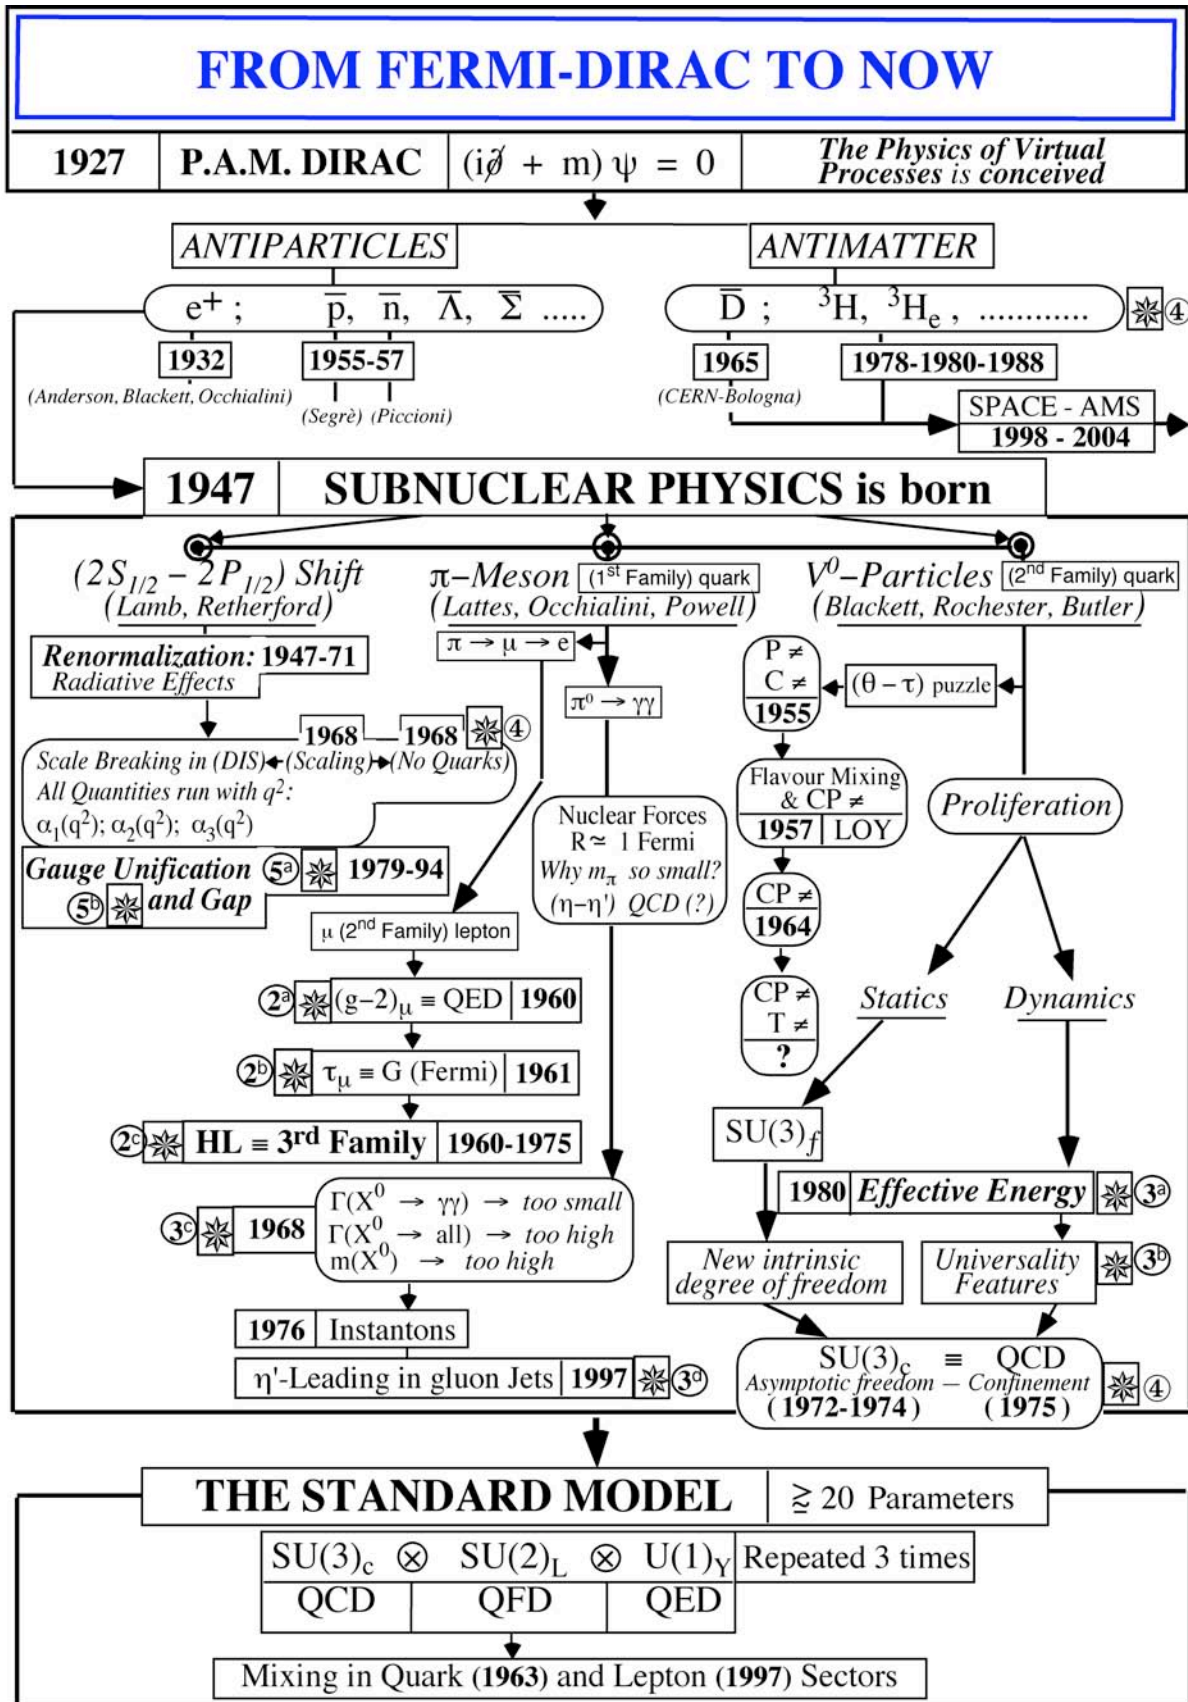 FROM FERMI-DIRAC TO NOW
1927 P.A.M. DIRAC (i∂̸ + m) ψ = 0 The Physics of Virtual
Processes is conceived
ANTIPARTICLES ANTIMATTER
e⁺ ; p̅, n̅, Λ̅, Σ̅ ..... D̅ ; ³H, ³Hₑ , ............ ④
1932 1955-57 1965 1978-1980-1988
(Anderson, Blackett, Occhialini) (Segrè) (Piccioni) (CERN-Bologna)
SPACE - AMS
1998 - 2004
1947 SUBNUCLEAR PHYSICS is born
(2S₁/₂ – 2P₁/₂) Shift
(Lamb, Retherford)
π–Meson (1st Family) quark
(Lattes, Occhialini, Powell)
V⁰–Particles (2nd Family) quark
(Blackett, Rochester, Butler)
Renormalization: 1947-71
Radiative Effects
1968 1968 ④
Scale Breaking in (DIS) (Scaling) (No Quarks)
All Quantities run with q²:
α₁(q²); α₂(q²); α₃(q²)
Gauge Unification 5a 1979-94
5b and Gap
π → μ → e
π⁰ → γγ
Nuclear Forces
R ≃ 1 Fermi
Why mπ so small?
(η–η') QCD (?)
μ (2nd Family) lepton
2a (g–2)μ ≡ QED 1960
2b τμ ≡ G (Fermi) 1961
2c HL ≡ 3rd Family 1960-1975
3c 1968
Γ(X⁰ → γγ) → too small
Γ(X⁰ → all) → too high
m(X⁰) → too high
1976 Instantons
η'-Leading in gluon Jets 1997 3d
P ≠
C ≠
1955
(θ – τ) puzzle
Flavour Mixing
& CP ≠
1957 LOY
CP ≠
1964
CP ≠
T ≠
?
Proliferation
Statics Dynamics
SU(3)f
1980 Effective Energy 3a
New intrinsic
degree of freedom
Universality
Features
3b
SU(3)c ≡ QCD
Asymptotic freedom – Confinement
(1972-1974) (1975)
④
THE STANDARD MODEL ≧ 20 Parameters
SU(3)c ⊗ SU(2)L ⊗ U(1)Y Repeated 3 times
QCD QFD QED
Mixing in Quark (1963) and Lepton (1997) Sectors